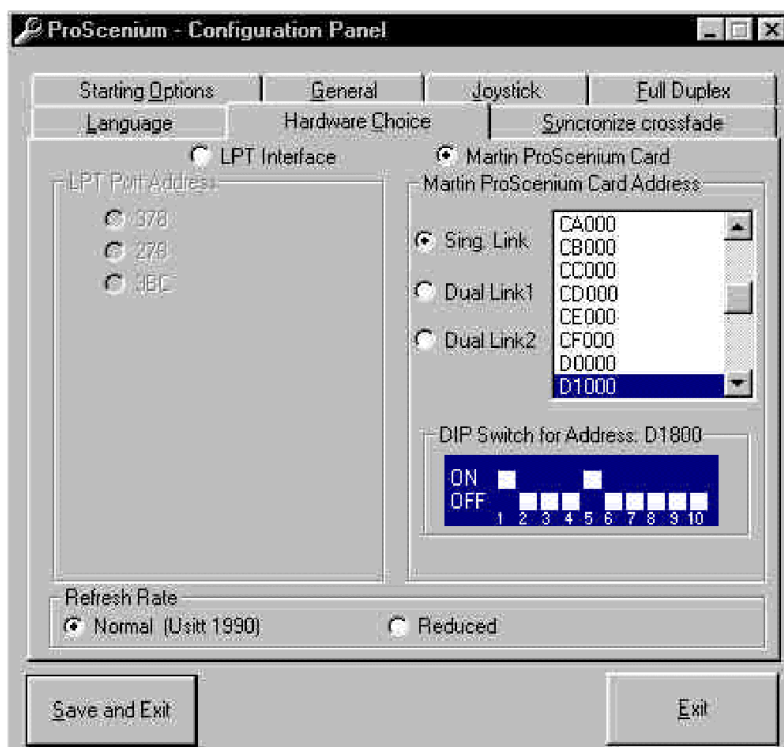 ProScenium - Configuration Panel
Starting Options
General
Joystick
Full Duplex
Language
Hardware Choice
Syncronize crossfade
LPT Interface
Martin ProScenium Card
LPT Port Address
378
278
3BC
Martin ProScenium Card Address
Sing. Link
Dual Link1
Dual Link2
CA000
CB000
CC000
CD000
CE000
CF000
D0000
D1000
DIP Switch for Address: D1800
ON
OFF
1 2 3 4 5 6 7 8 9 10
Refresh Rate
Normal (Usitt 1990)
Reduced
Save and Exit
Exit